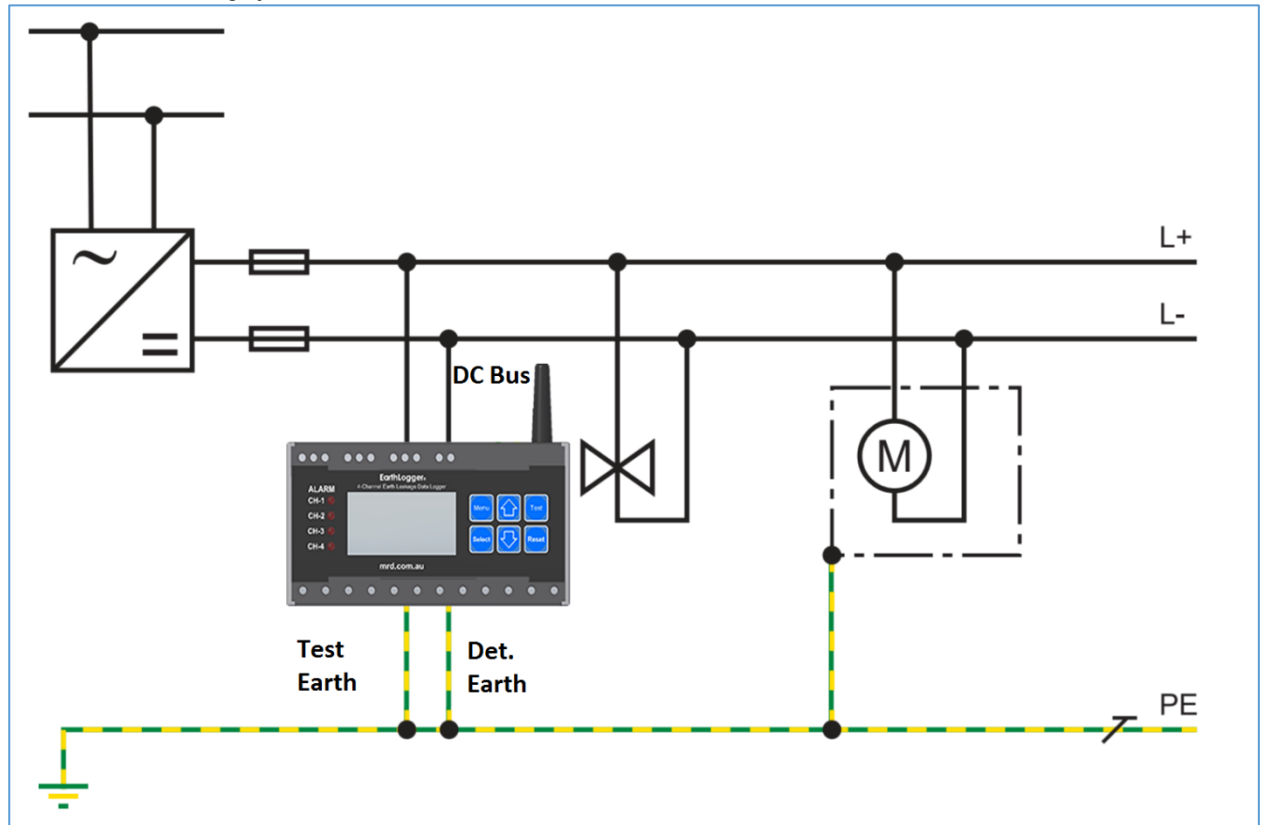 L+
L-
DC Bus
EarthLogger®
4-Channel Earth Leakage Data Logger
ALARM
CH-1
CH-2
CH-3
CH-4
Menu
Test
Select
Reset
mrd.com.au
M
Test
Earth
Det.
Earth
PE